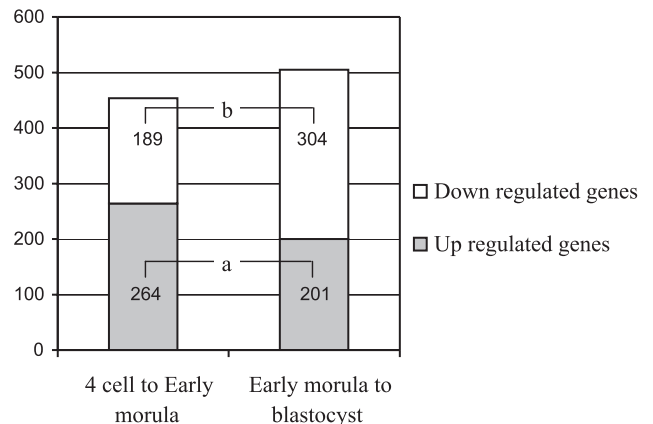 600
500
400
300
200
100
0
b
189
304
a
264
201
Down regulated genes
Up regulated genes
4 cell to Early
morula
Early morula to
blastocyst